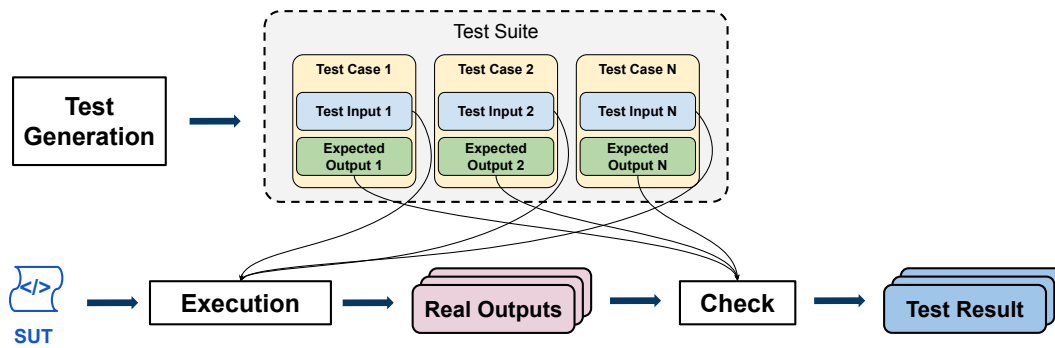 Test Suite
Test Case 1
Test Case 2
Test Case N
Test
Generation
Test Input 1
Test Input 2
Test Input N
Expected
Output 1
Expected
Output 2
Expected
Output N
</>
SUT
Execution
Real Outputs
Check
Test Result